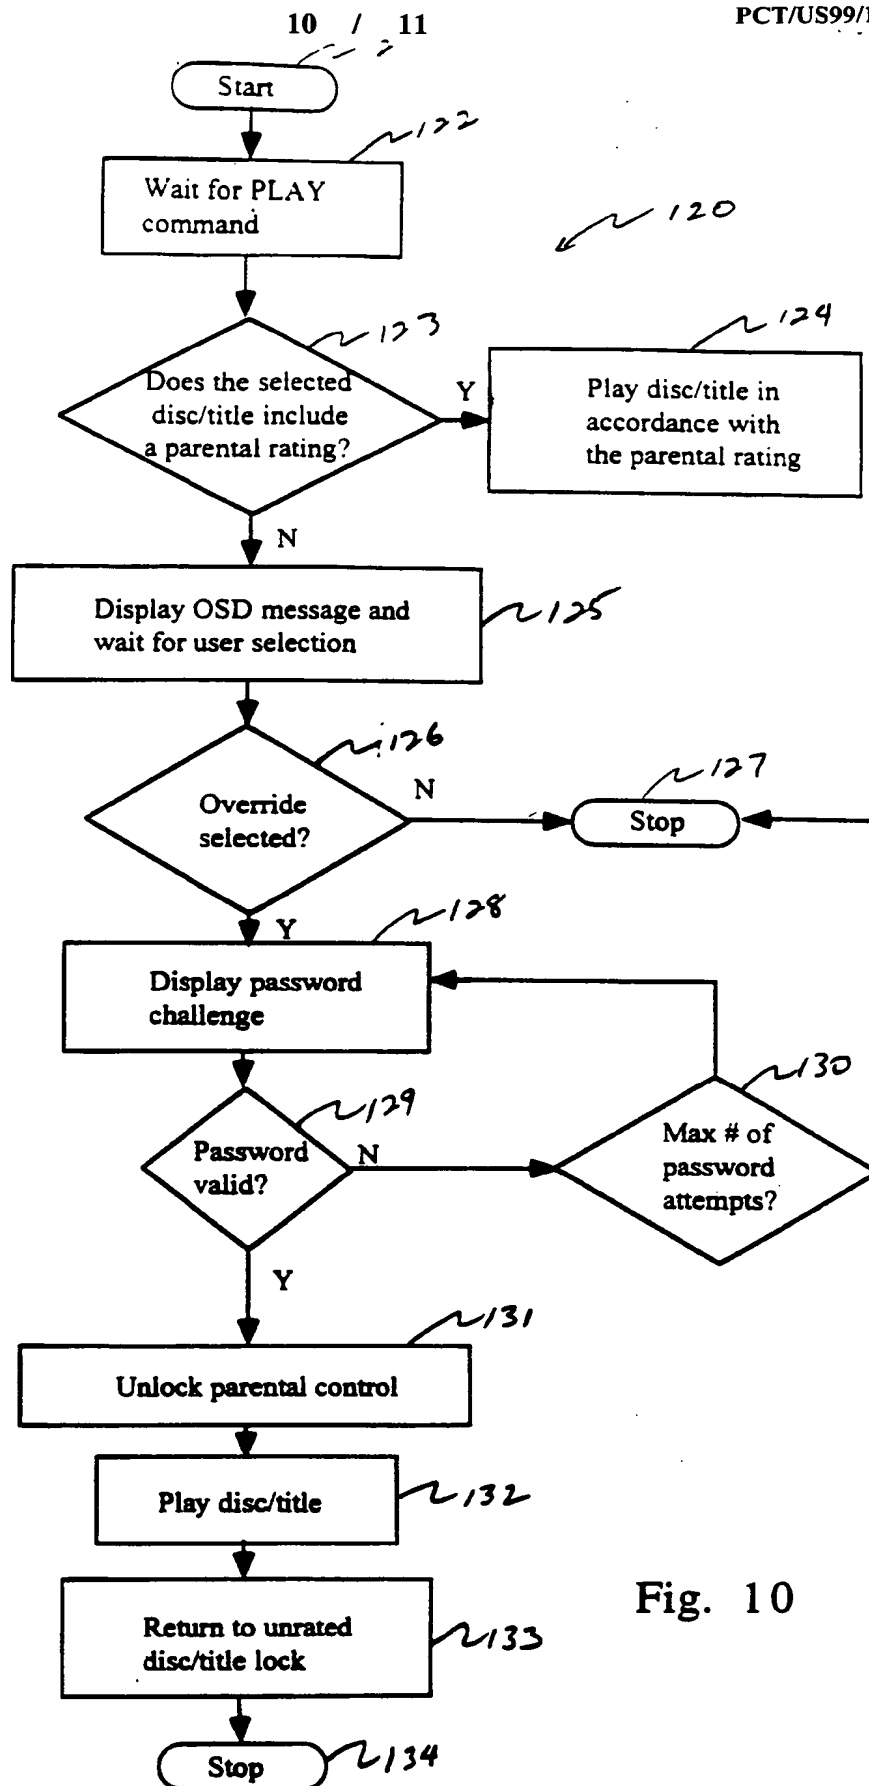 10 / 11
PCT/US99/1
Start
122
Wait for PLAY
command
120
123
124
Does the selected
disc/title include
a parental rating?
Y
Play disc/title in
accordance with
the parental rating
N
Display OSD message and
wait for user selection
125
126
127
Override
selected?
N
Stop
Y
128
Display password
challenge
129
130
Password
valid?
N
Max # of
password
attempts?
Y
131
Unlock parental control
Play disc/title
132
Return to unrated
disc/title lock
133
Fig. 10
Stop
134